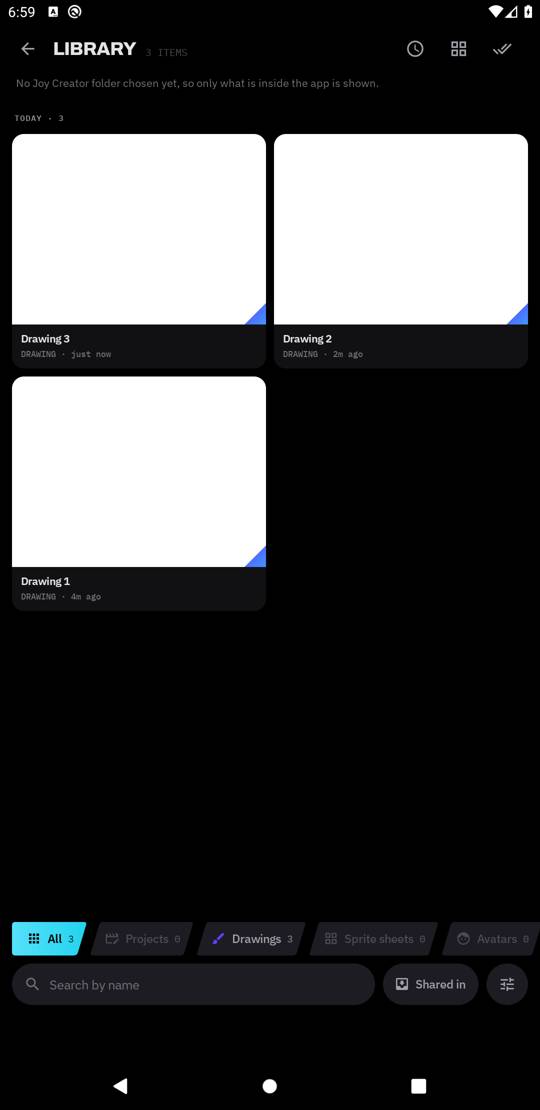 6:59
LIBRARY 3 ITEMS
No Joy Creator folder chosen yet, so only what is inside the app is shown.
TODAY · 3
Drawing 3
DRAWING · just now
Drawing 2
DRAWING · 2m ago
Drawing 1
DRAWING · 4m ago
All 3 Projects 0 Drawings 3 Sprite sheets 0 Avatars 0
Search by name
Shared in